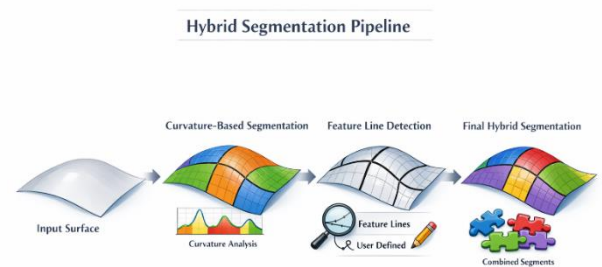 Hybrid Segmentation Pipeline
Curvature-Based Segmentation
Feature Line Detection
Final Hybrid Segmentation
Input Surface
Curvature Analysis
Feature Lines
User Defined
Combined Segments